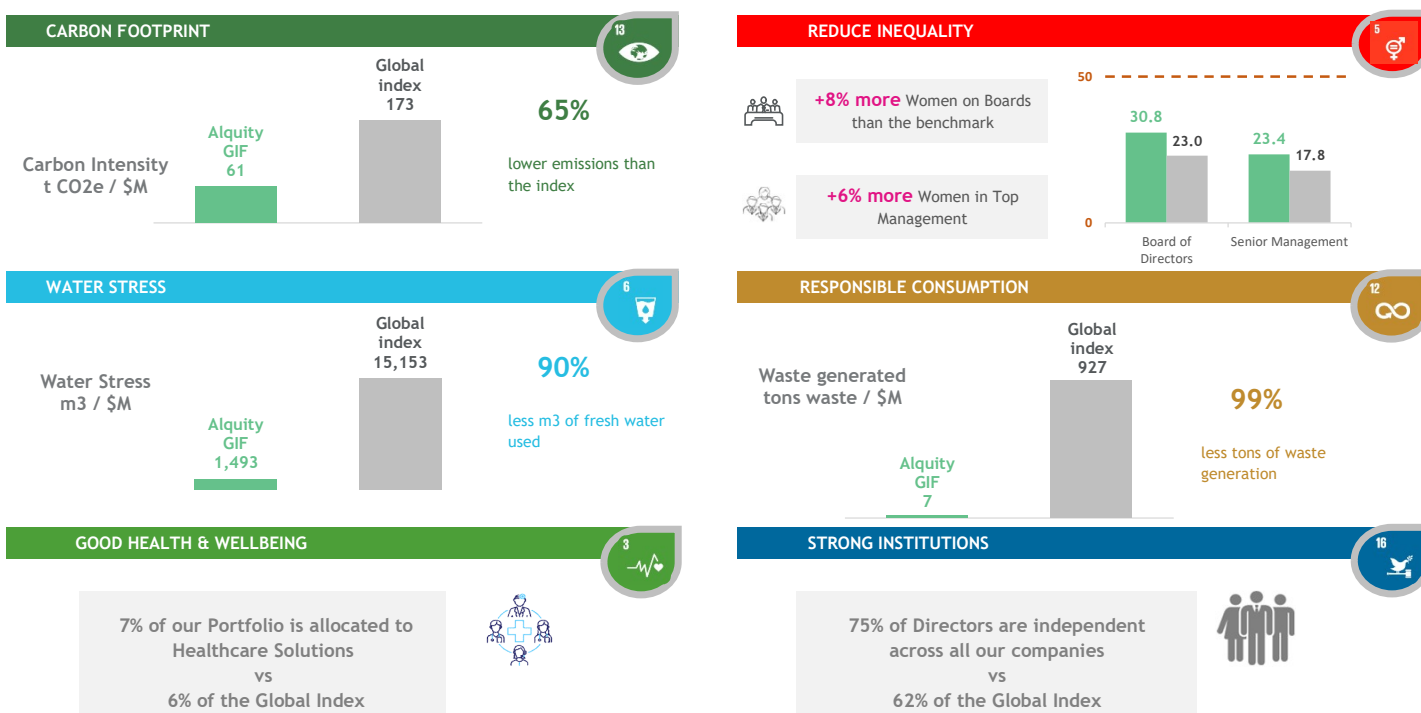 CARBON FOOTPRINT
13
Carbon Intensity
t CO2e / $M
Alquity
GIF
61
Global
index
173
65%
lower emissions than
the index
REDUCE INEQUALITY
5
+8% more Women on Boards
than the benchmark
+6% more Women in Top
Management
50
0
30.8
23.0
23.4
17.8
Board of
Directors
Senior Management
WATER STRESS
6
Water Stress
m3 / $M
Alquity
GIF
1,493
Global
index
15,153
90%
less m3 of fresh water
used
RESPONSIBLE CONSUMPTION
12
Waste generated
tons waste / $M
Alquity
GIF
7
Global
index
927
99%
less tons of waste
generation
GOOD HEALTH & WELLBEING
3
7% of our Portfolio is allocated to
Healthcare Solutions
vs
6% of the Global Index
STRONG INSTITUTIONS
16
75% of Directors are independent
across all our companies
vs
62% of the Global Index